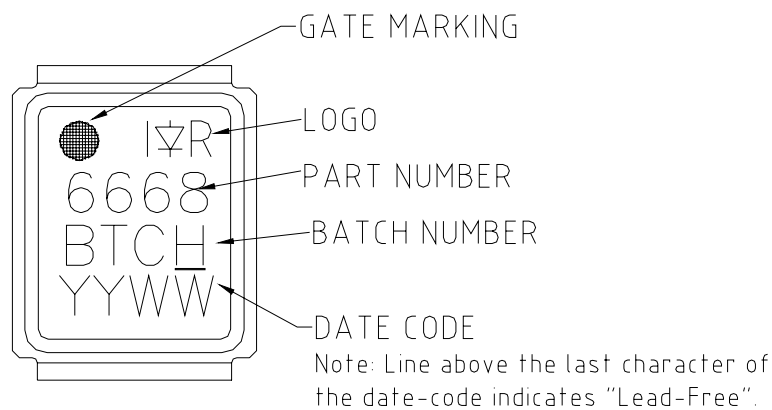 GATE MARKING
I R
LOGO
6668
PART NUMBER
BTCH
BATCH NUMBER
YYWW
DATE CODE
Note: Line above the last character of
the date-code indicates "Lead-Free".